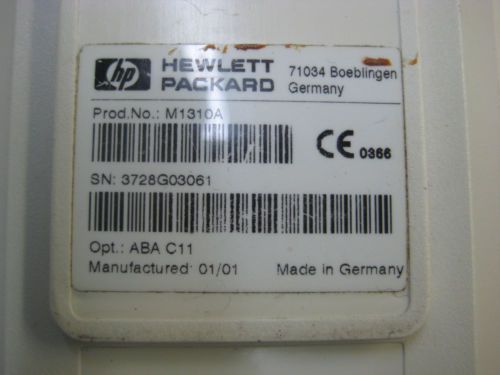 hp HEWLETT PACKARD
71034 Boeblingen
Germany
Prod.No.: M1310A
CE 0366
SN: 3728G03061
Opt.: ABA C11
Manufactured 01/01 Made in Germany